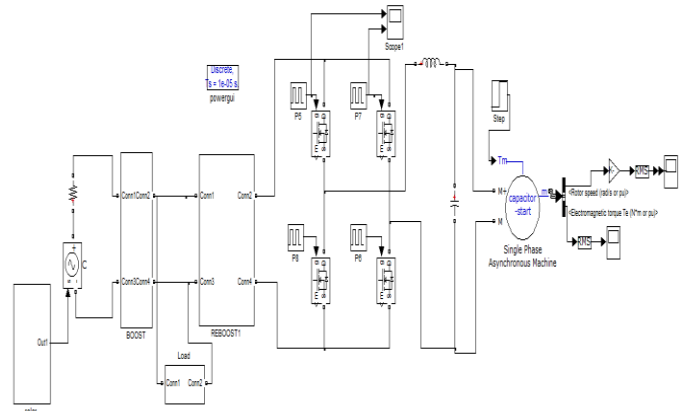 Scope1
Discrete,
Ts = 1e-05 s.
powergui
P5
P7
Step
Tm
Conn1 Conn2
Conn1
Conn2
M+
M
m
capacitor
-start
<Rotor speed (rad/s or pu)>
RMS
<Electromagnetic torque Te (N*m or pu)>
RMS
Single Phase
Asynchronous Machine
P8
P6
+
C
Conn3 Conn4
Conn3
Conn4
BOOST
REBOOST1
Out1
Load
Conn1
Conn2